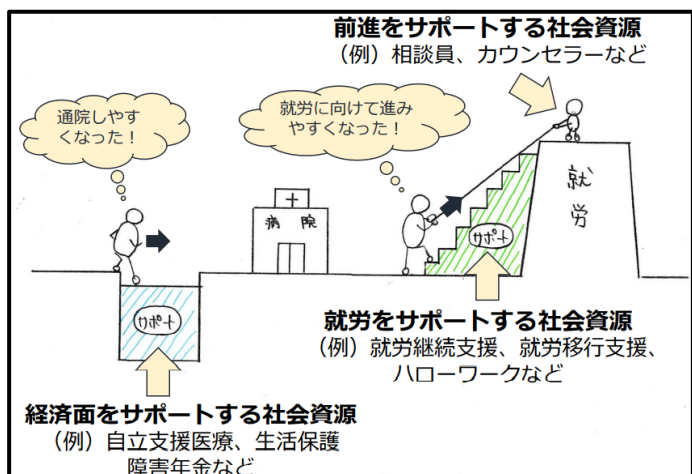 前進をサポートする社会資源
（例）相談員、カウンセラーなど
通院しやす
くなった！
就労に向けて進み
やすくなった！
病院
就労
サポート
サポート
就労をサポートする社会資源
（例）就労継続支援、就労移行支援、
ハローワークなど
経済面をサポートする社会資源
（例）自立支援医療、生活保護
障害年金など